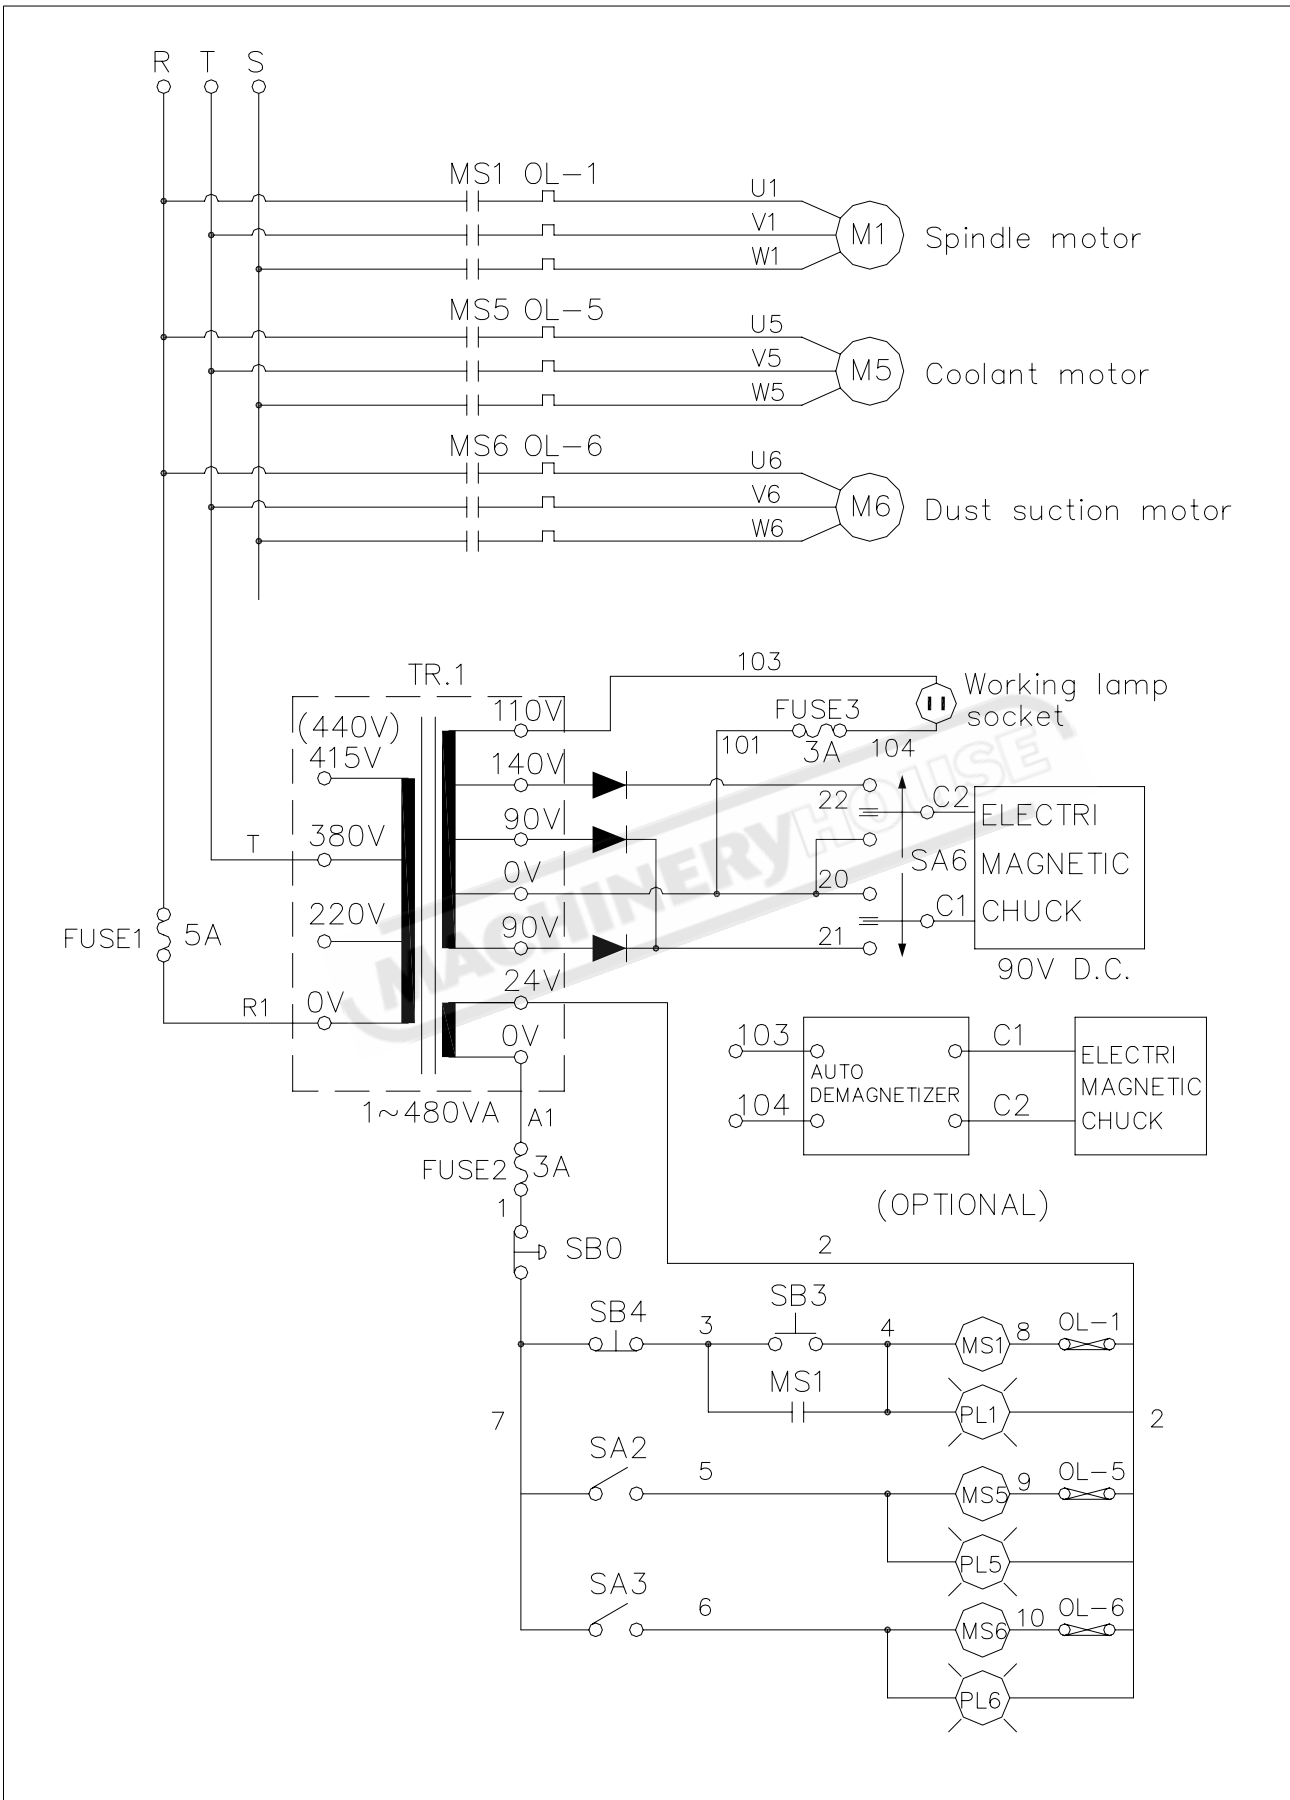 R T S
MS1 OL-1
U1
V1
W1
M1
Spindle motor
MS5 OL-5
U5
V5
W5
M5
Coolant motor
MS6 OL-6
U6
V6
W6
M6
Dust suction motor
TR.1
103
Working lamp
socket
(440V)
415V
110V
FUSE3
3A
101
104
140V
380V
T
90V
22
C2
0V
20
SA6
220V
90V
21
C1
ELECTRI
MAGNETIC
CHUCK
90V D.C.
FUSE1 5A
24V
R1
0V
0V
MACHINERYHOUSE
1~480VA
A1
103
104
AUTO
DEMAGNETIZER
C1
C2
ELECTRI
MAGNETIC
CHUCK
(OPTIONAL)
FUSE2 3A
1
SB0
2
SB4
3
SB3
4
MS1
8
OL-1
MS1
PL1
7
2
SA2
5
MS5
9
OL-5
PL5
SA3
6
MS6
10
OL-6
PL6